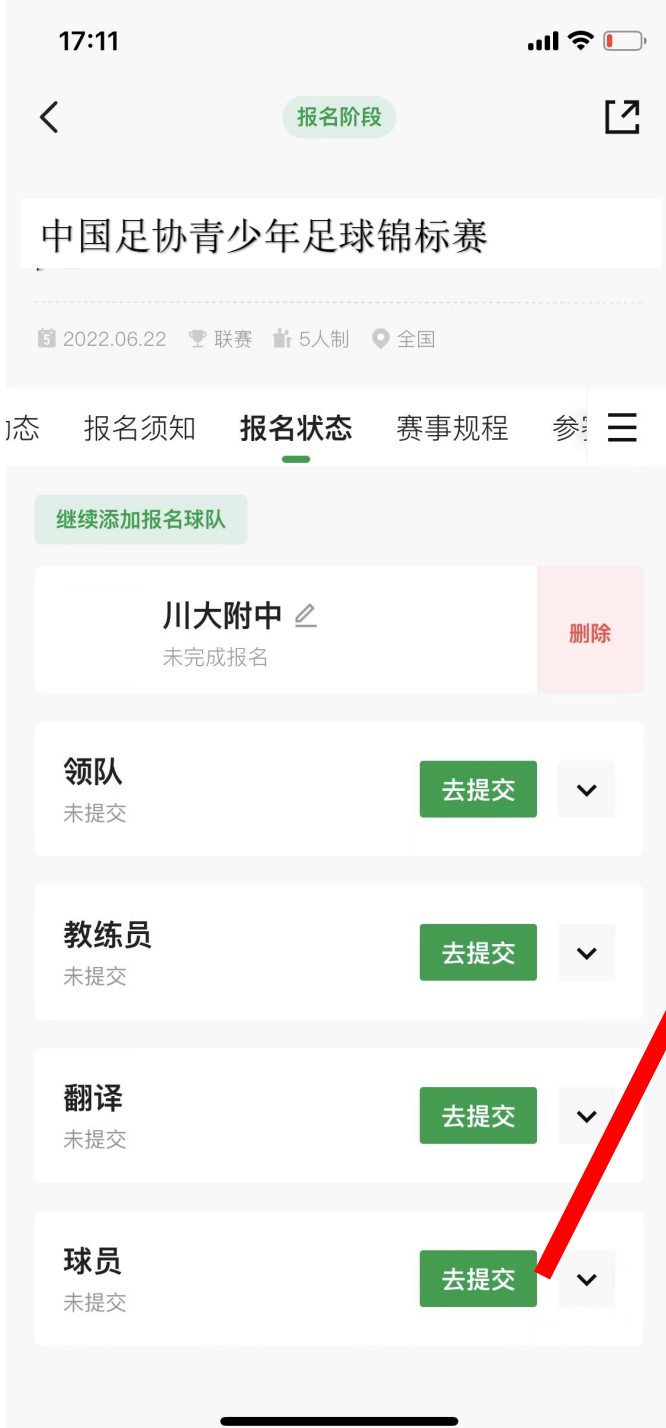 17:11
报名阶段
中国足协青少年足球锦标赛
5 2022.06.22 联赛 5人制 全国
态 报名须知 报名状态 赛事规程 参
继续添加报名球队
川大附中
未完成报名
删除
领队
未提交
去提交
教练员
未提交
去提交
翻译
未提交
去提交
球员
未提交
去提交